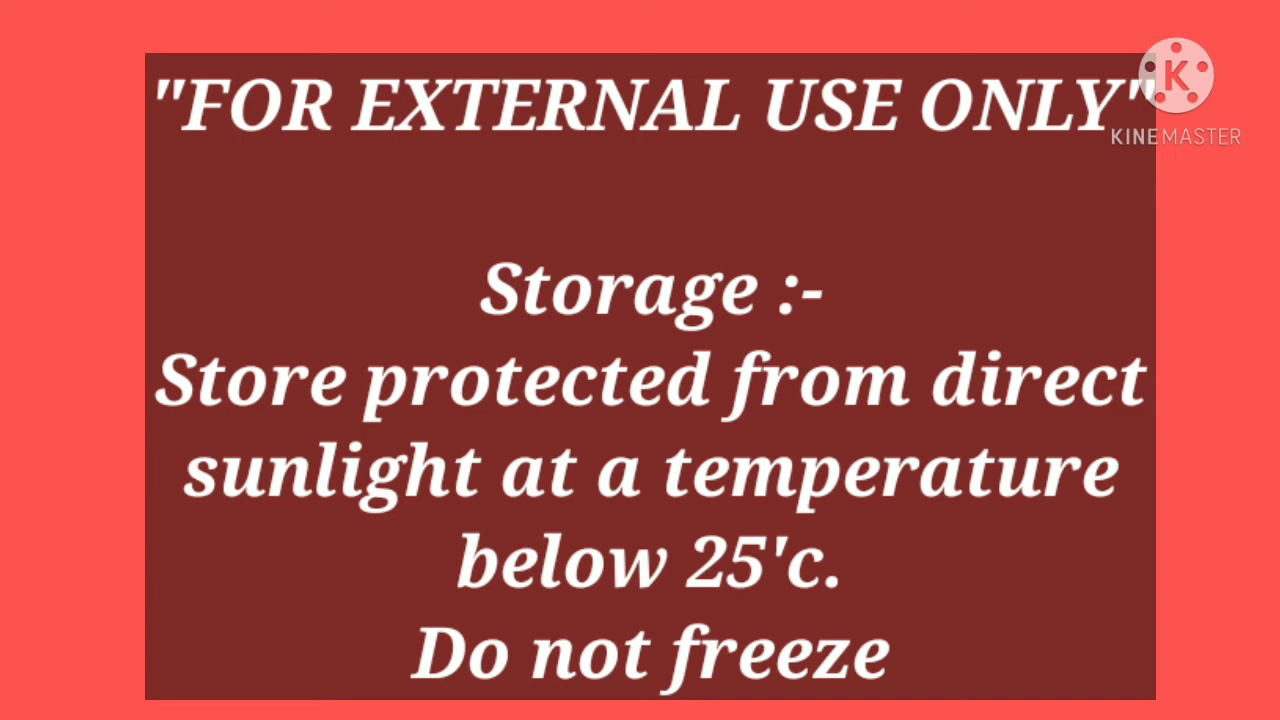 "FOR EXTERNAL USE ONLY"
KINEMASTER
Storage :-
Store protected from direct
sunlight at a temperature
below 25'c.
Do not freeze